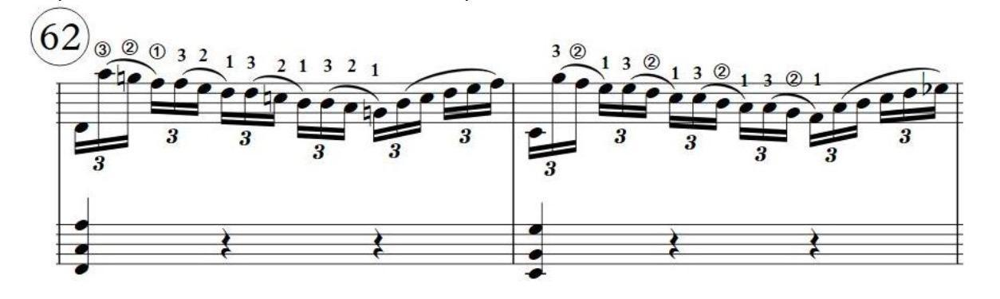 62
③ ② ① 3 2 1 3 2 1 3 2 1 3 ② 1 3 ② 1 3 ② 1 3 ② 1
3 3 3 3 3 3 3 3 3 3 3 3